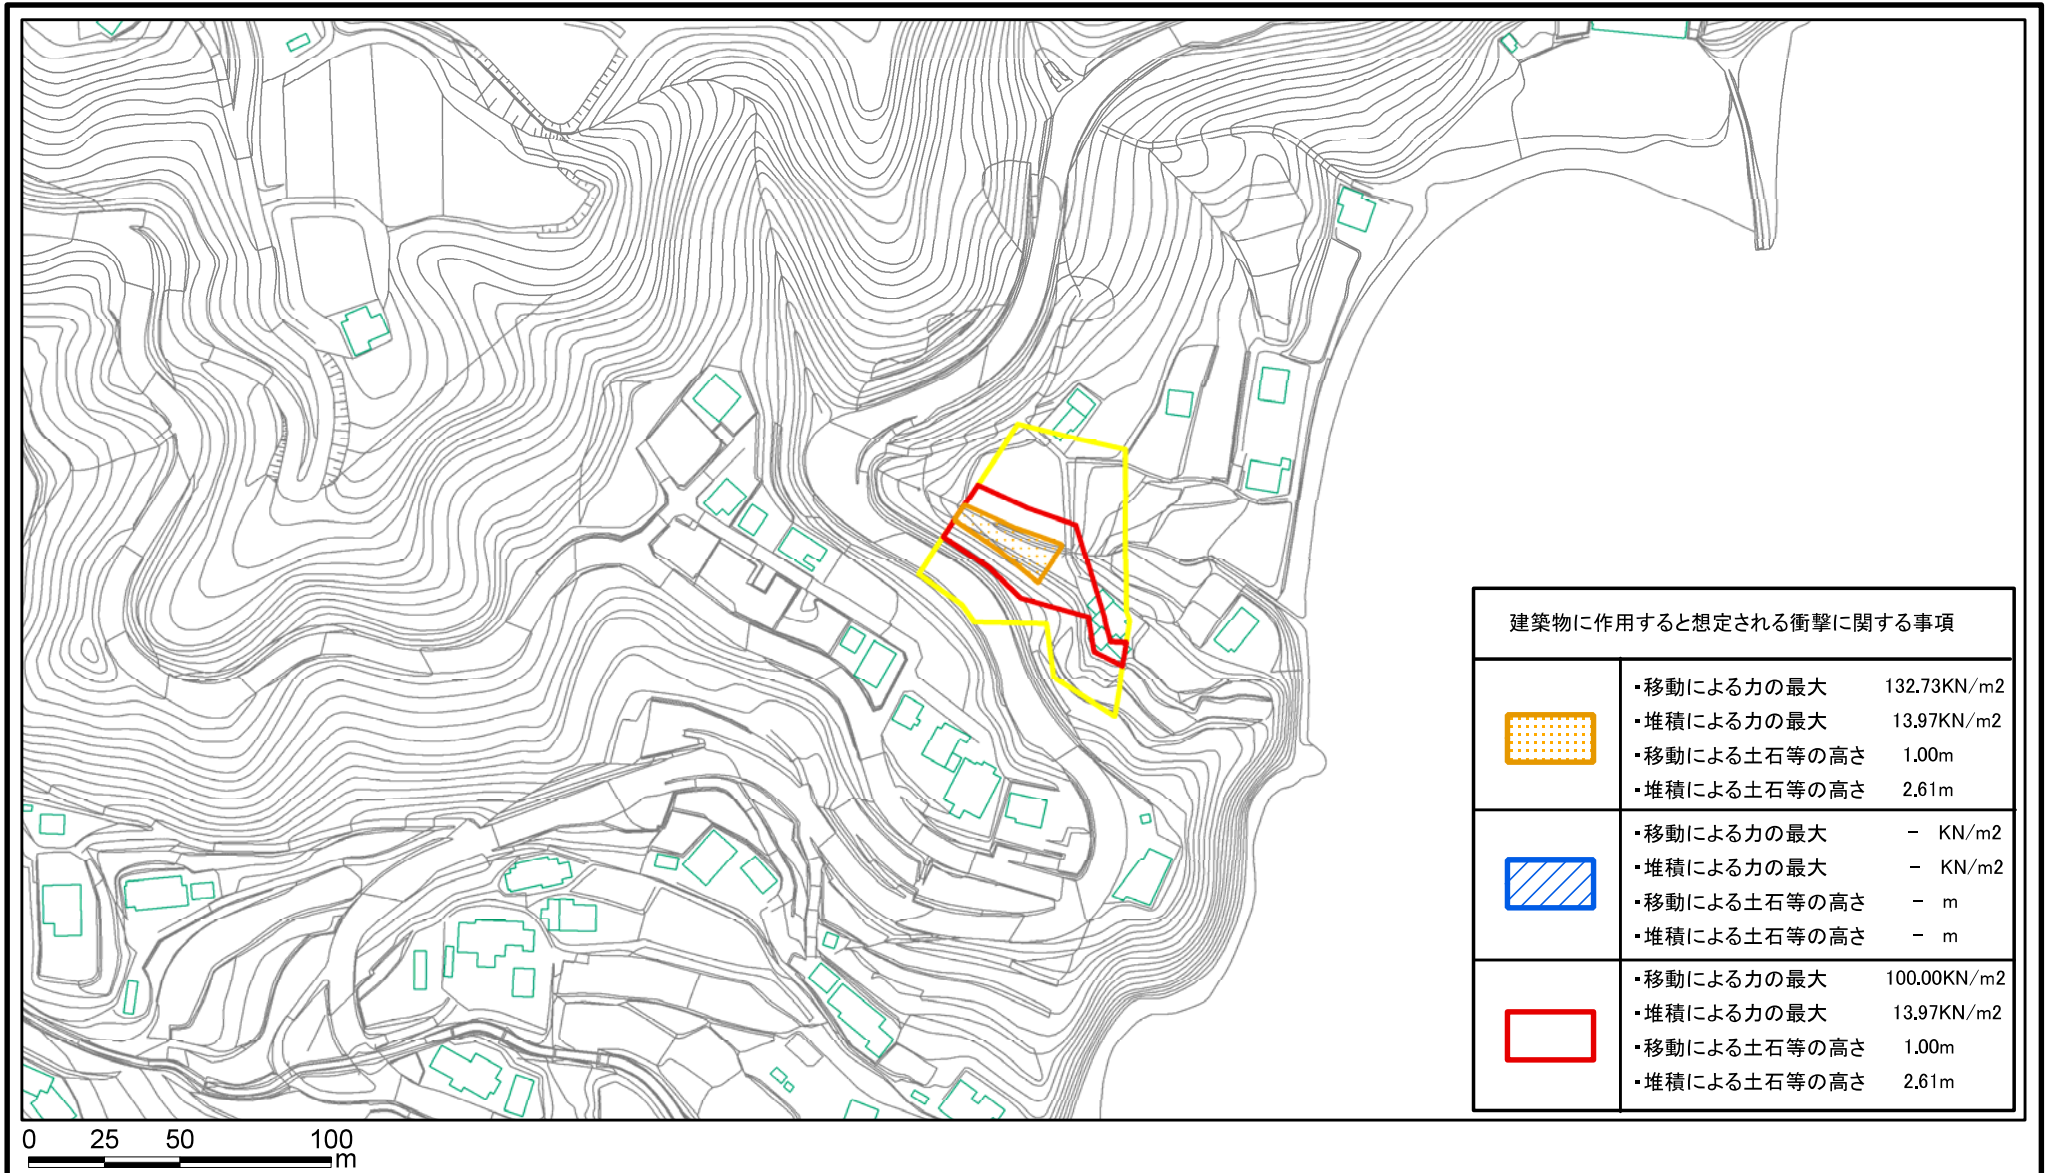 建築物に作用すると想定される衝撃に関する事項
・移動による力の最大 132.73KN/m2
・堆積による力の最大 13.97KN/m2
・移動による土石等の高さ 1.00m
・堆積による土石等の高さ 2.61m
・移動による力の最大 - KN/m2
・堆積による力の最大 - KN/m2
・移動による土石等の高さ - m
・堆積による土石等の高さ - m
・移動による力の最大 100.00KN/m2
・堆積による力の最大 13.97KN/m2
・移動による土石等の高さ 1.00m
・堆積による土石等の高さ 2.61m
0 25 50 100
m